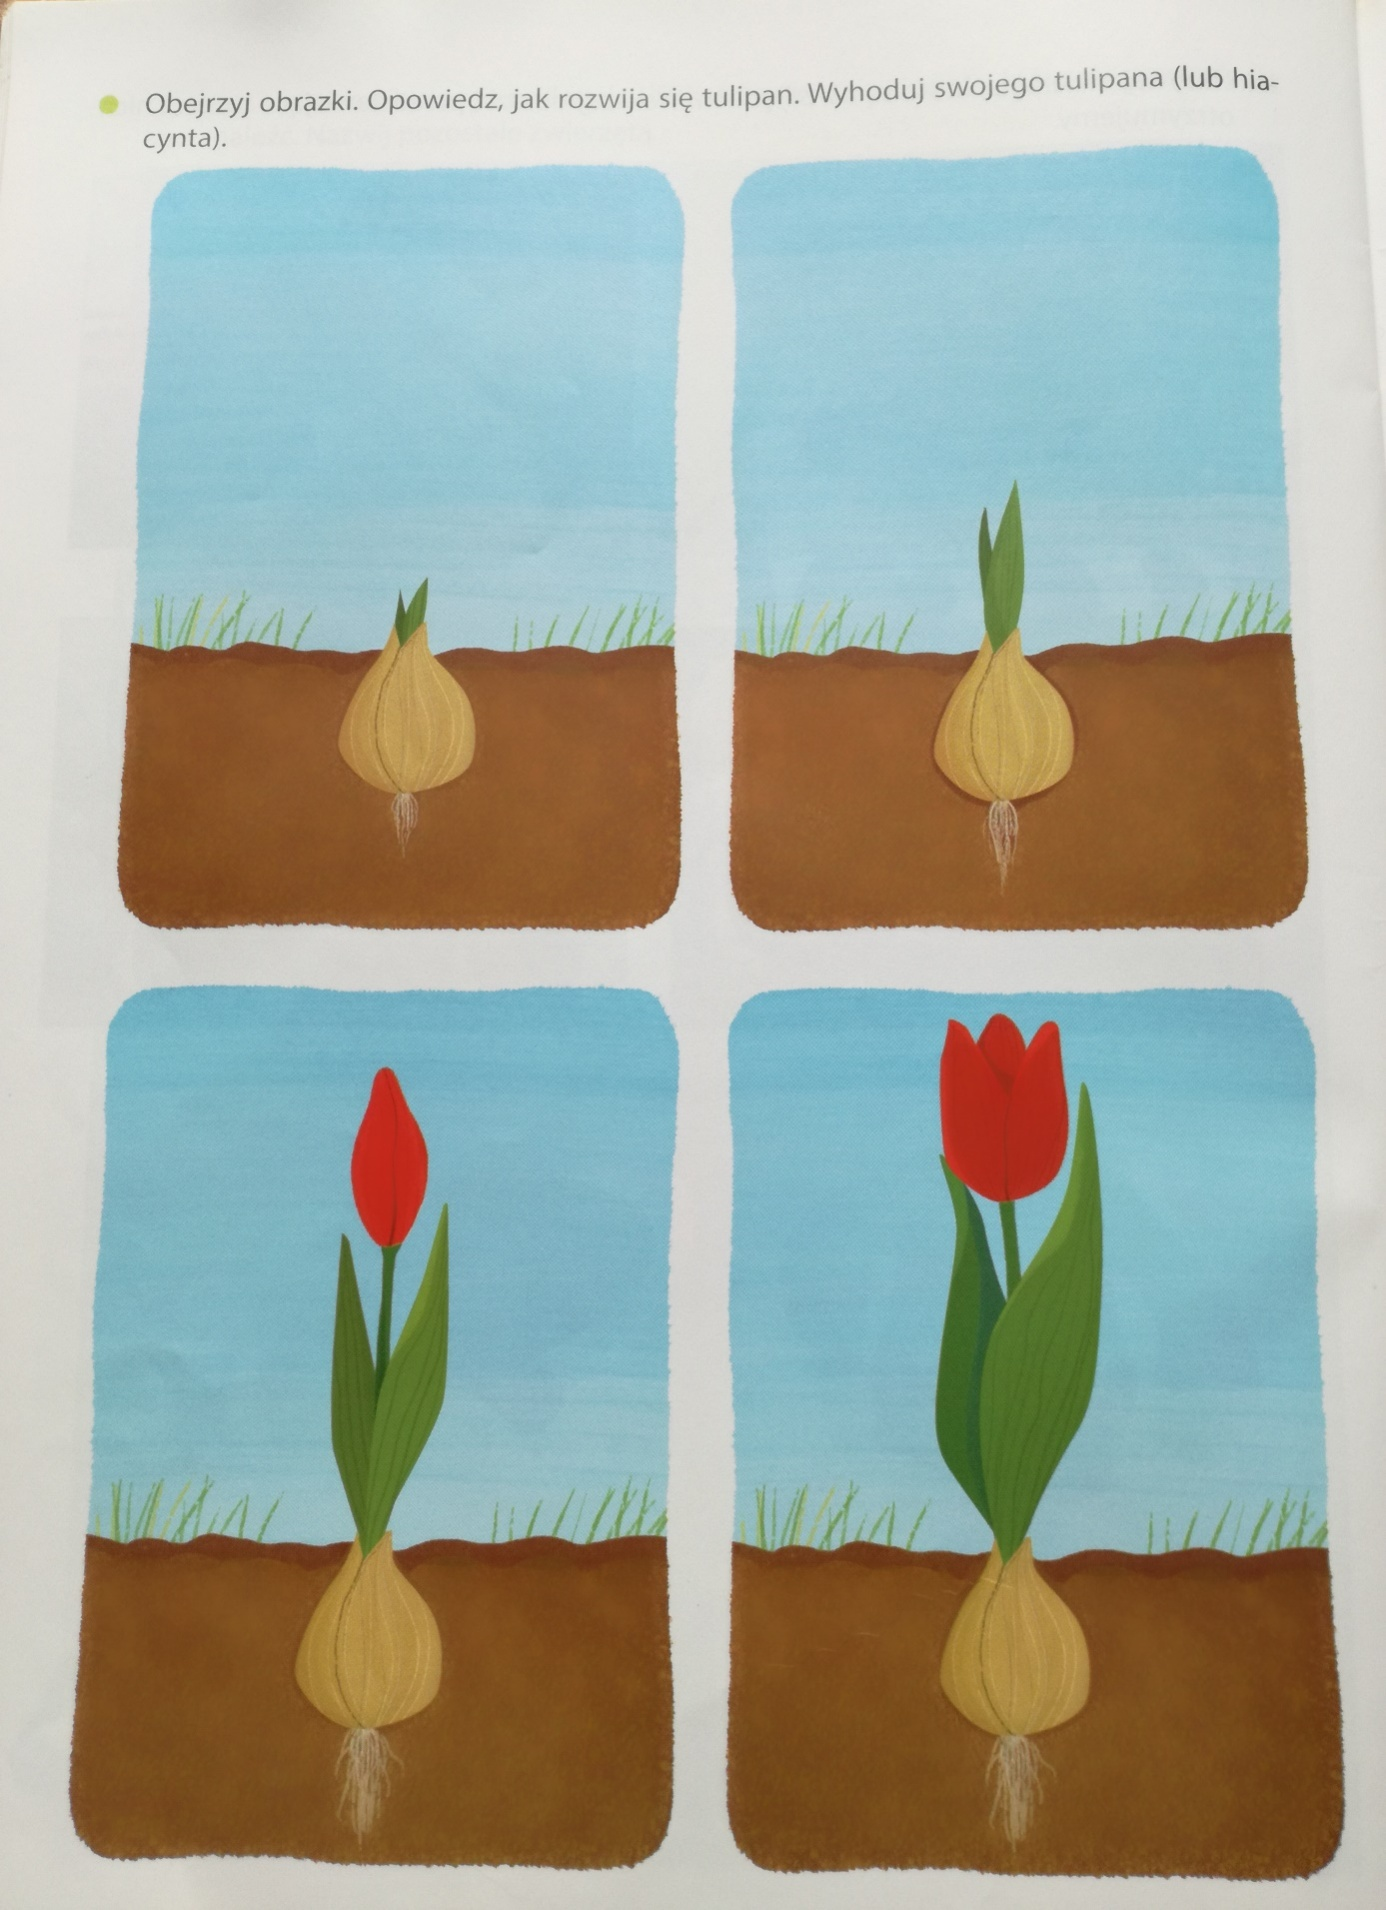 Obejrzyj obrazki. Opowiedz, jak rozwija się tulipan. Wyhoduj swojego tulipana (lub hia-
cynta).